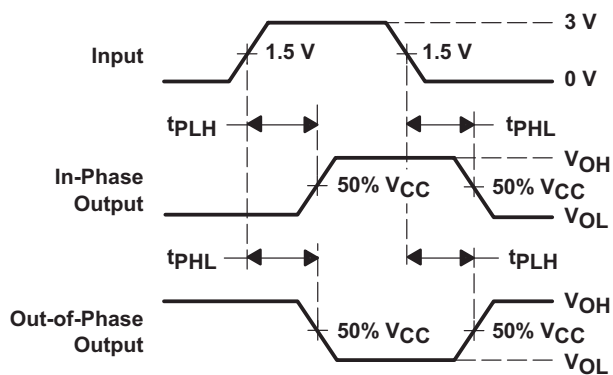 3 V
Input
1.5 V
1.5 V
0 V
tPLH
tPHL
VOH
In-Phase
Output
50% VCC
50% VCC
VOL
tPHL
tPLH
VOH
Out-of-Phase
Output
50% VCC
50% VCC
VOL